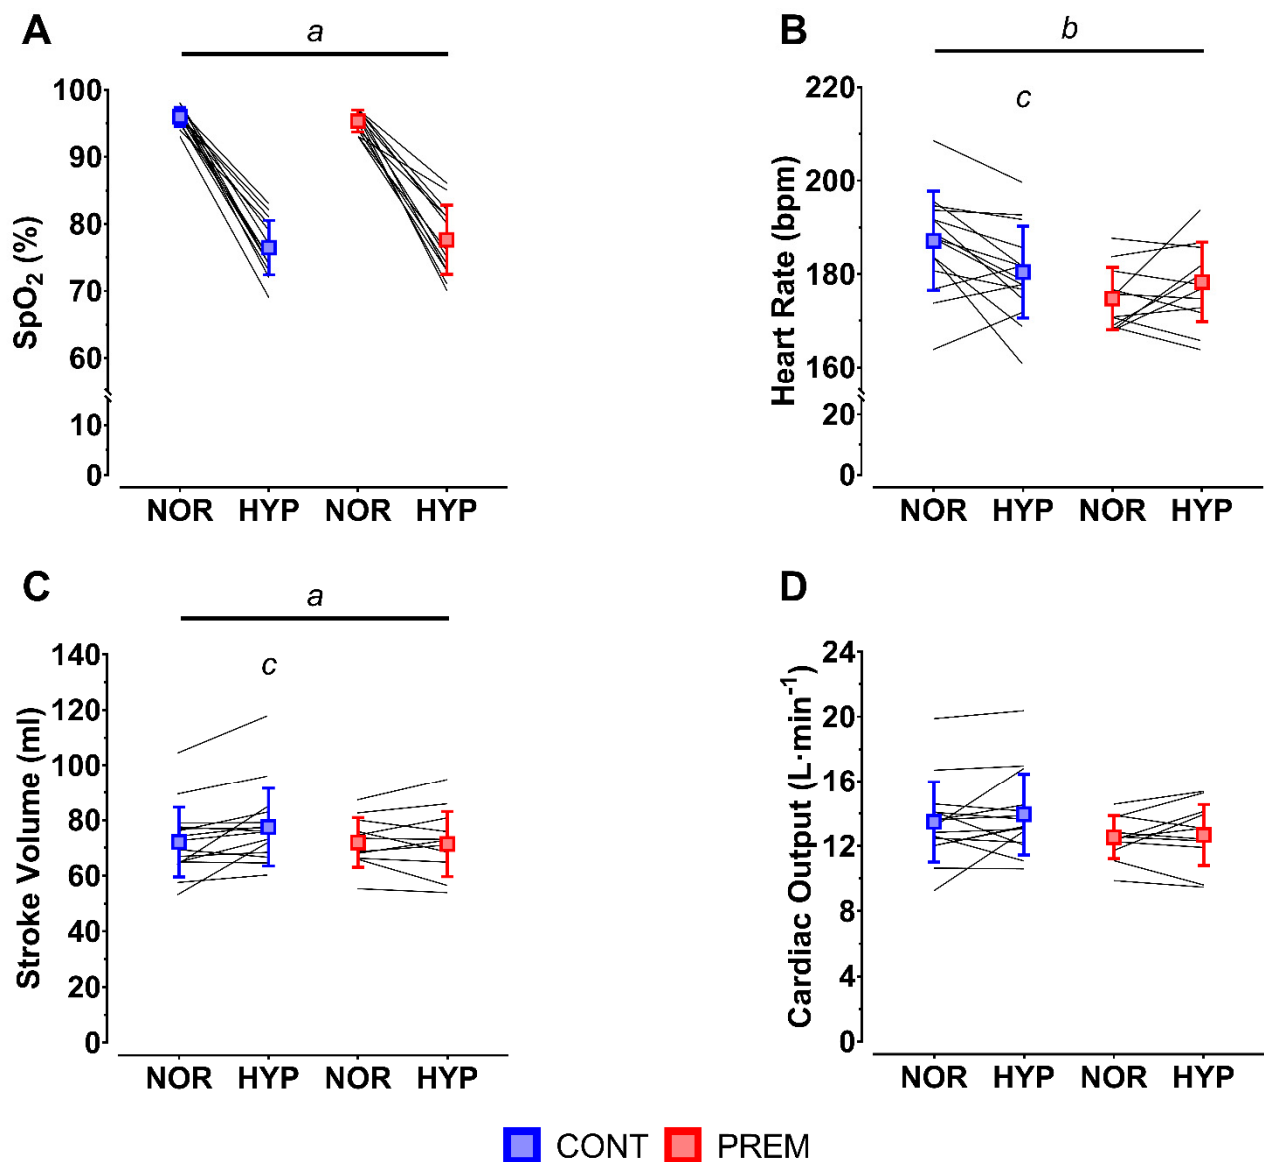 A
a
SpO₂ (%)
100
90
80
70
60
10
0
NOR HYP NOR HYP
B
b
c
Heart Rate (bpm)
220
200
180
160
20
0
NOR HYP NOR HYP
C
a
c
Stroke Volume (ml)
140
120
100
80
60
40
20
0
NOR HYP NOR HYP
D
Cardiac Output (L·min⁻¹)
24
20
16
12
8
4
0
NOR HYP NOR HYP
CONT PREM